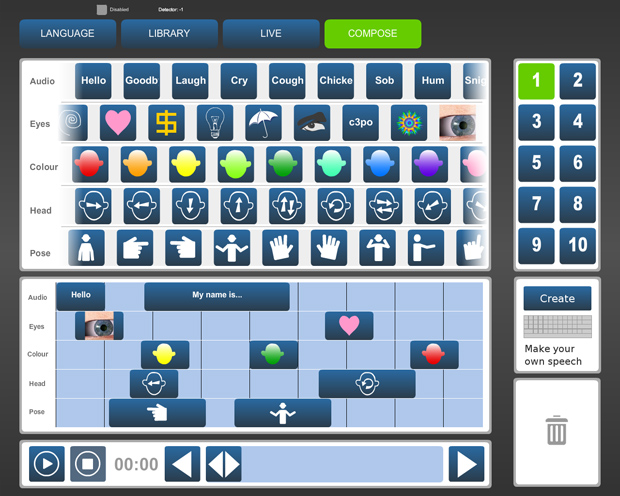 Disabled
Detector: -1
LANGUAGE
LIBRARY
LIVE
COMPOSE
Audio
Hello
Goodb
Laugh
Cry
Cough
Chicke
Sob
Hum
Snig
Eyes
c3po
Colour
Head
Pose
1
2
3
4
5
6
7
8
9
10
Audio
Hello
My name is...
Eyes
Colour
Head
Pose
Create
Make your
own speech
00:00